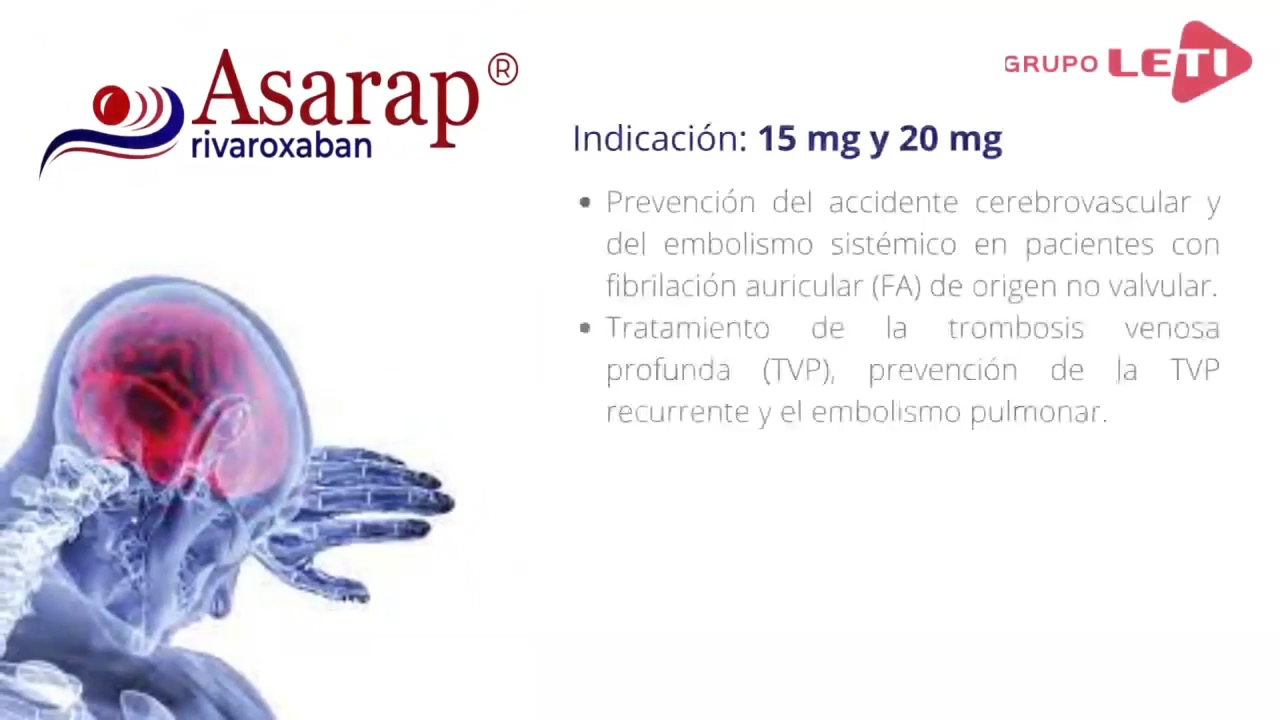 Asarap®
rivaroxaban
GRUPO LETI
Indicación: 15 mg y 20 mg
• Prevención del accidente cerebrovascular y
del embolismo sistémico en pacientes con
fibrilación auricular (FA) de origen no valvular.
• Tratamiento de la trombosis venosa
profunda (TVP), prevención de la TVP
recurrente y el embolismo pulmonar.